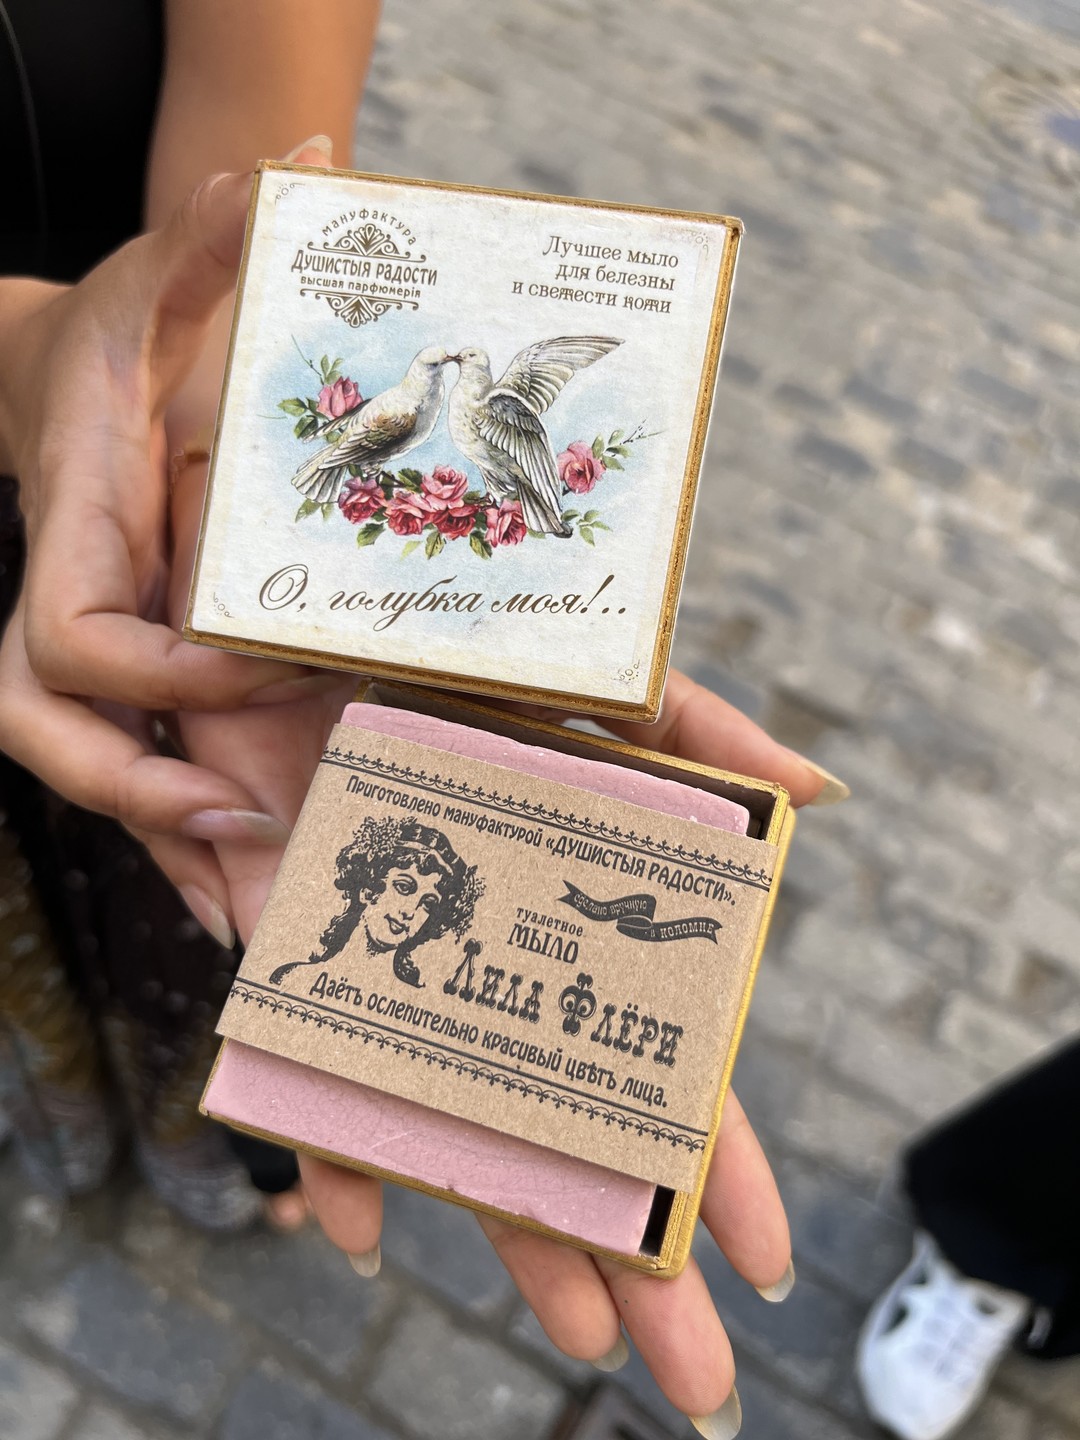 мануфактура
ДУШИСТЫЯ РАДОСТИ
высшая парфюмерія
Лучшее мыло
для белезны
и свежести кожи
О, голубка моя!..
Приготовлено мануфактурой «ДУШИСТЫЯ РАДОСТИ».
сделано вручную
в КОЛОМНЕ
туалетное
МЫЛО
ЛИЛА ФЛЁРИ
Даётъ ослепительно красивый цвѣтъ лица.